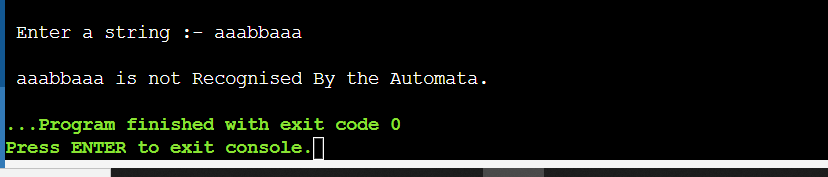 Enter a string :- aaabbaaa
aaabbaaa is not Recognised By the Automata.
...Program finished with exit code 0
Press ENTER to exit console.